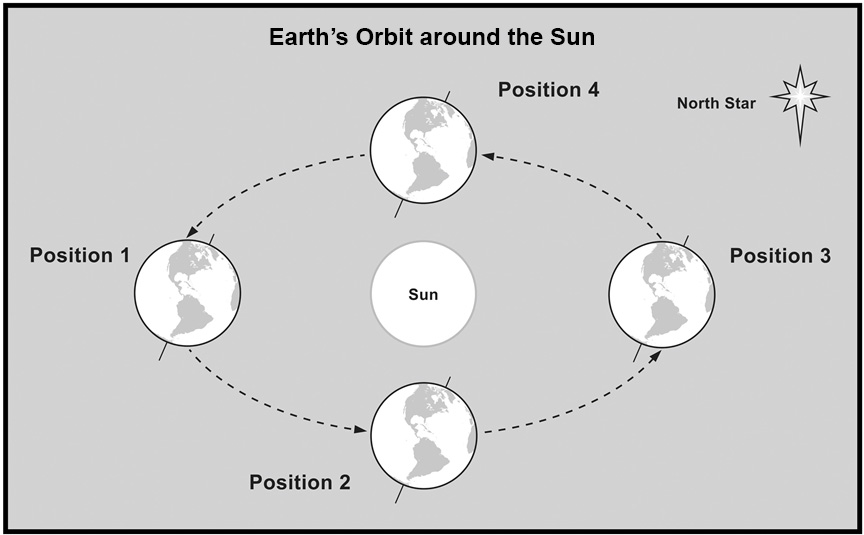 Earth’s Orbit around the Sun
Position 4
North Star
Position 1
Position 3
Sun
Position 2